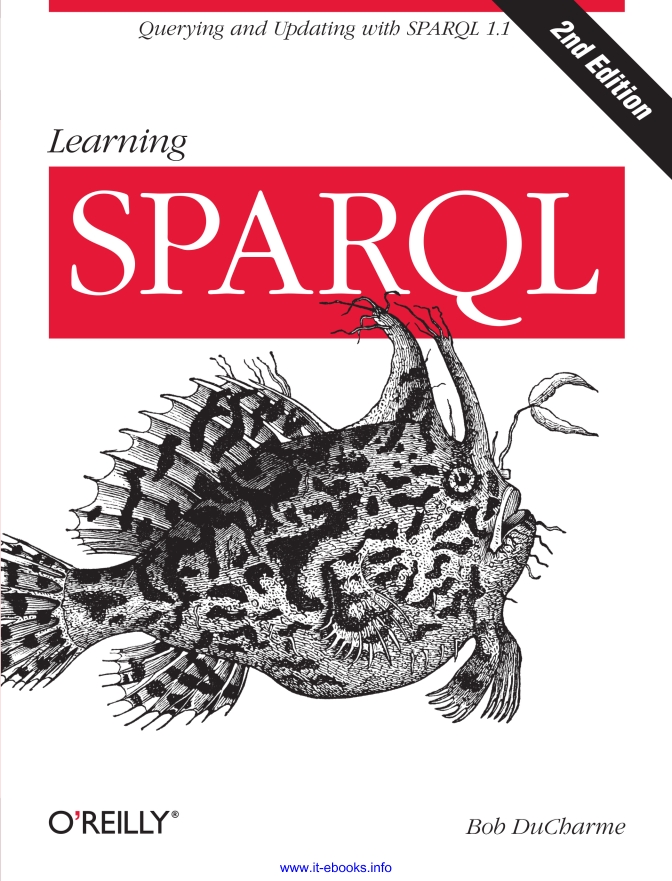 Querying and Updating with SPARQL 1.1
2nd Edition
Learning
SPARQL
O'REILLY®
Bob DuCharme
www.it-ebooks.info